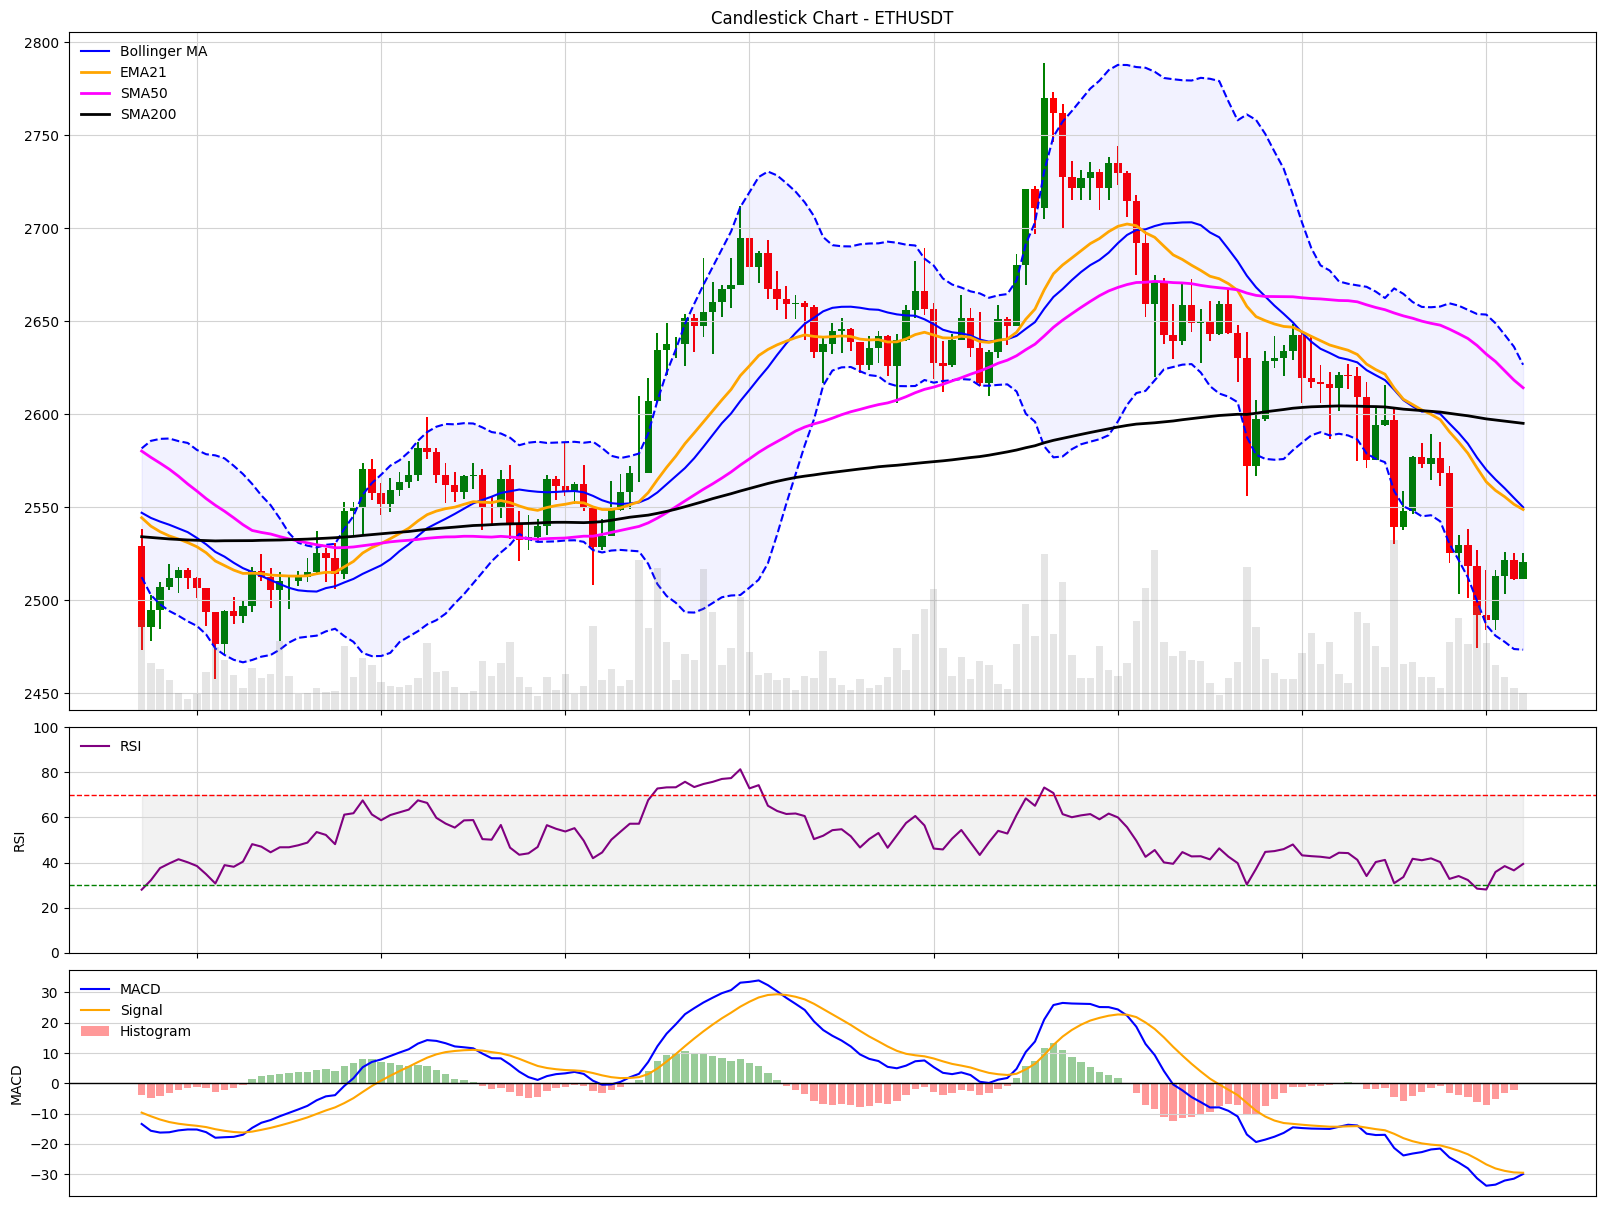 Candlestick Chart - ETHUSDT
Bollinger MA
EMA21
SMA50
SMA200
2800
2750
2700
2650
2600
2550
2500
2450
RSI
RSI
100
80
60
40
20
0
MACD
Signal
Histogram
MACD
30
20
10
0
−10
−20
−30